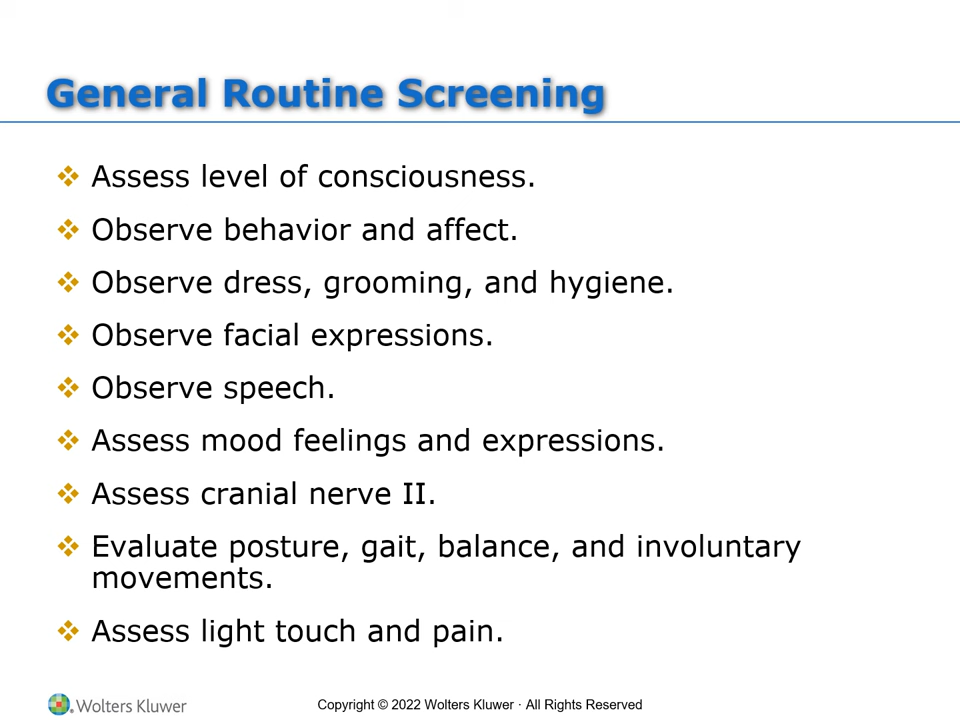 General Routine Screening
❖ Assess level of consciousness.
❖ Observe behavior and affect.
❖ Observe dress, grooming, and hygiene.
❖ Observe facial expressions.
❖ Observe speech.
❖ Assess mood feelings and expressions.
❖ Assess cranial nerve II.
❖ Evaluate posture, gait, balance, and involuntary
movements.
❖ Assess light touch and pain.
Wolters Kluwer
Copyright © 2022 Wolters Kluwer · All Rights Reserved